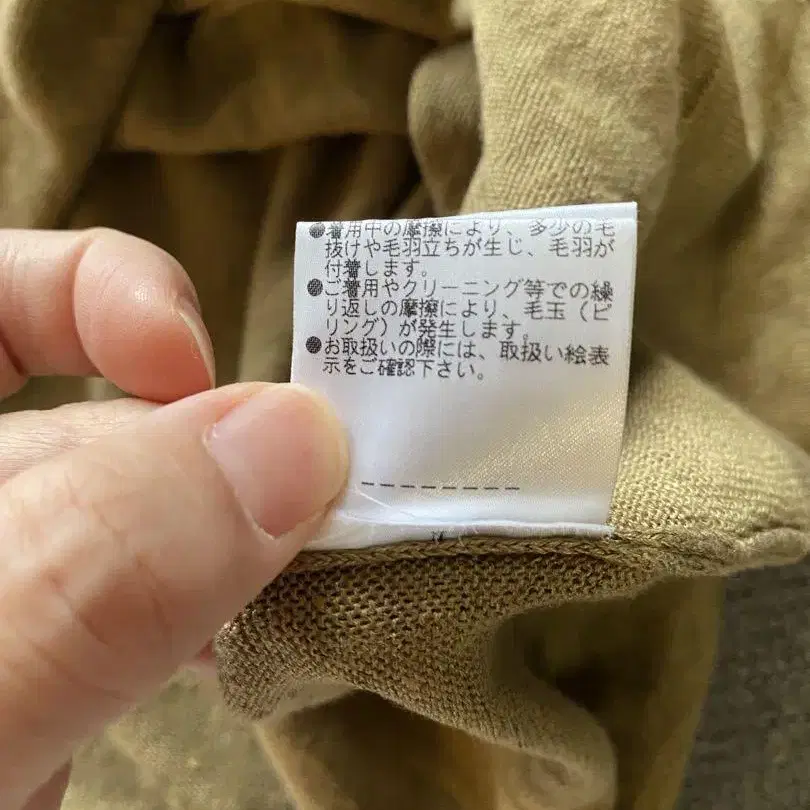 ●着用中の摩擦により、多少の毛
抜けや毛羽立ちが生じ、毛羽が
付着します。
●ご着用やクリーニング等での繰
り返しの摩擦により、毛玉（ピ
リング）が発生します。
●お取扱いの際には、取扱い絵表
示をご確認下さい。